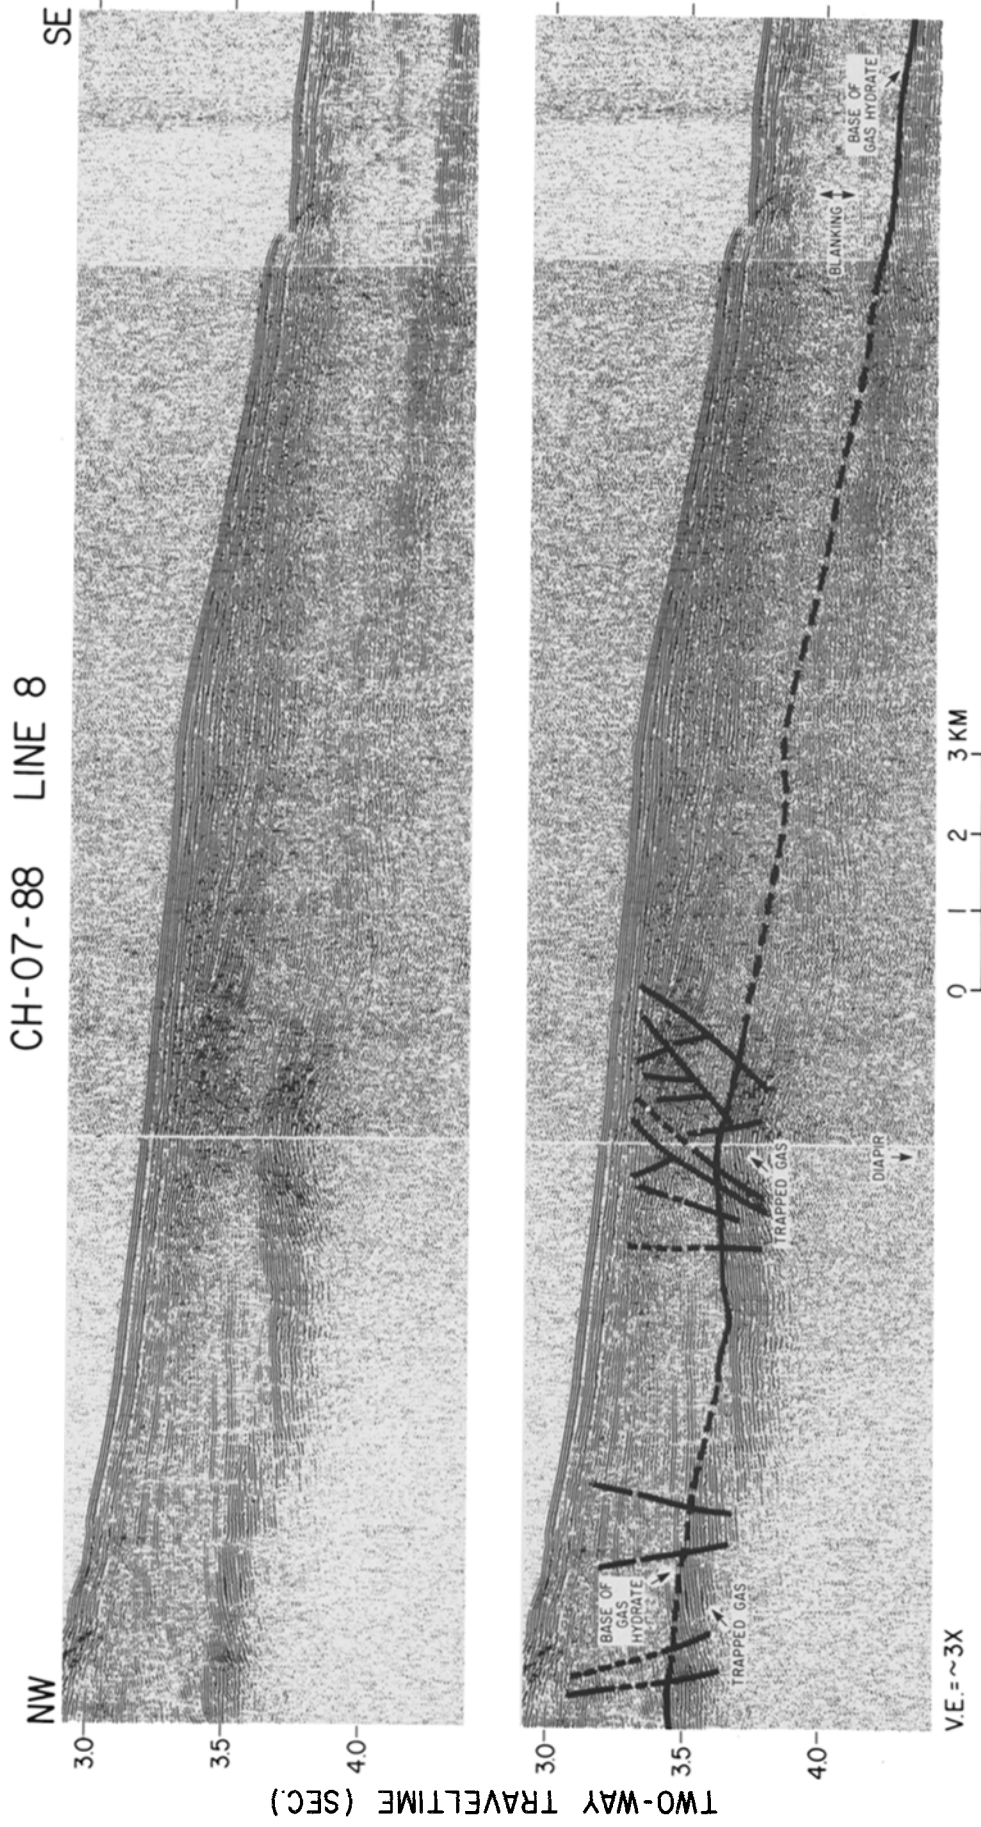 CH-07-88 LINE 8
NW
SE
3.0
3.5
4.0
TWO-WAY TRAVELTIME (SEC.)
3.0
3.5
4.0
BASE OF
GAS
HYDRATE
TRAPPED GAS
TRAPPED GAS
DIAPIR
BLANKING
BASE OF
GAS HYDRATE
V.E.=~3X
0 1 2 3 KM